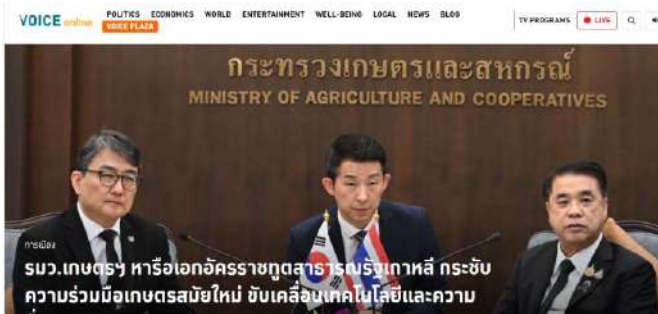 VOICE online
POLITICS ECONOMICS WORLD ENTERTAINMENT WELL-BEING LOCAL NEWS BLOG
VOICE PLAZA
TV PROGRAMS LIVE
กระทรวงเกษตรและสหกรณ์
MINISTRY OF AGRICULTURE AND COOPERATIVES
การเมือง
รมว.เกษตรฯ หารือเอกอัครราชทูตสาธารณรัฐเกาหลี กระชับ
ความร่วมมือเกษตรสมัยใหม่ ขับเคลื่อนเทคโนโลยีและความ